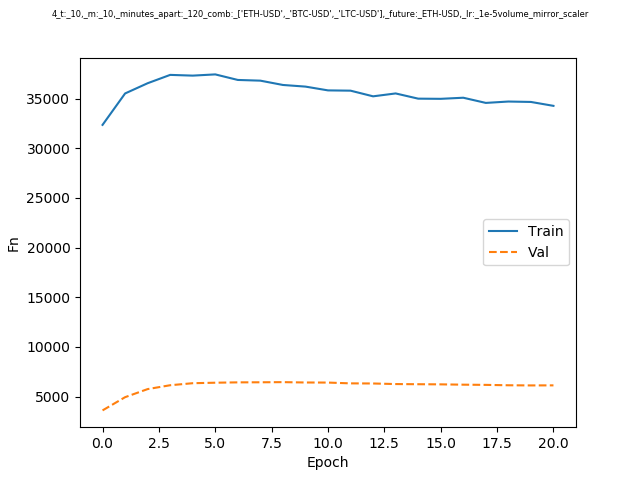 4_t:_10,_m:_10,_minutes_apart:_120_comb:_['ETH-USD',_'BTC-USD',_'LTC-USD'],_future:_ETH-USD,_lr:_1e-5volume_mirror_scaler
35000
30000
25000
20000
15000
10000
5000
Fn
Train
Val
0.0 2.5 5.0 7.5 10.0 12.5 15.0 17.5 20.0
Epoch